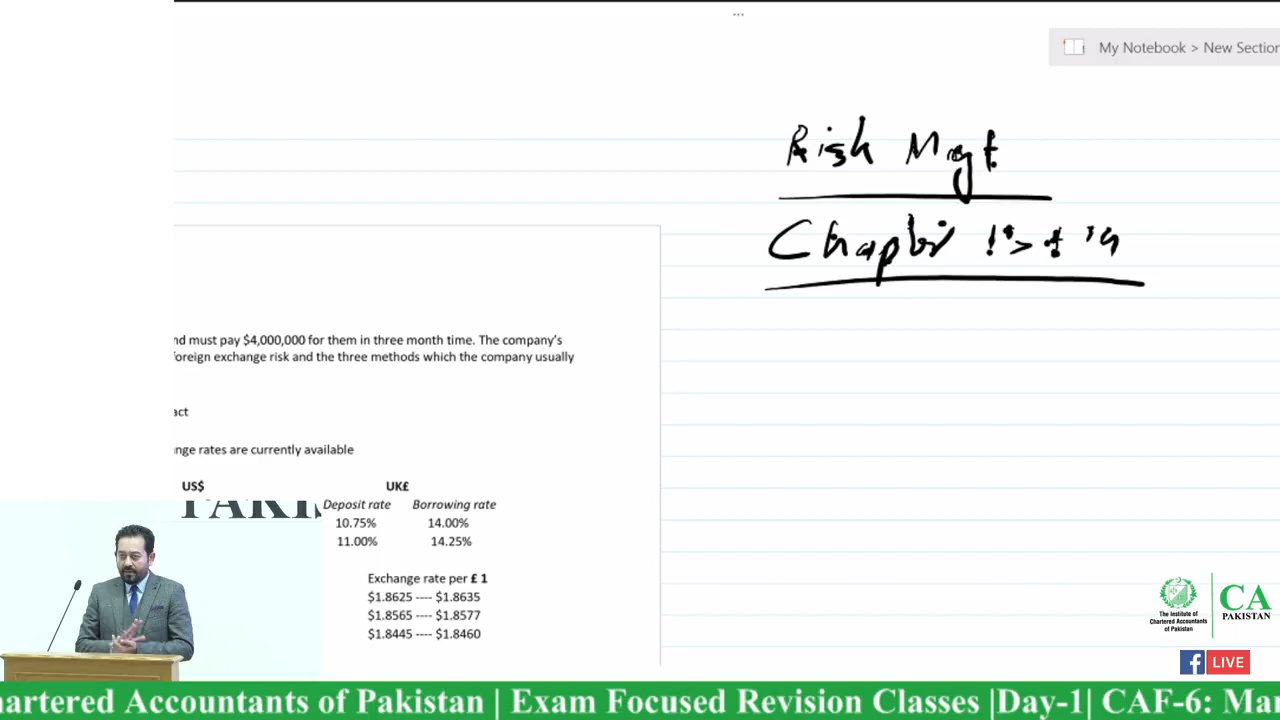 ...
My Notebook > New Section
Risk Mgt
Chapter
nd must pay $4,000,000 for them in three month time. The company's
foreign exchange risk and the three methods which the company usually
act
nge rates are currently available
US$ UK£
Deposit rate Borrowing rate
10.75% 14.00%
11.00% 14.25%
Exchange rate per £ 1
$1.8625 ---- $1.8635
$1.8565 ---- $1.8577
$1.8445 ---- $1.8460
The Institute of
Chartered Accountants
of Pakistan
CA
PAKISTAN
f LIVE
hartered Accountants of Pakistan | Exam Focused Revision Classes |Day-1| CAF-6: Ma